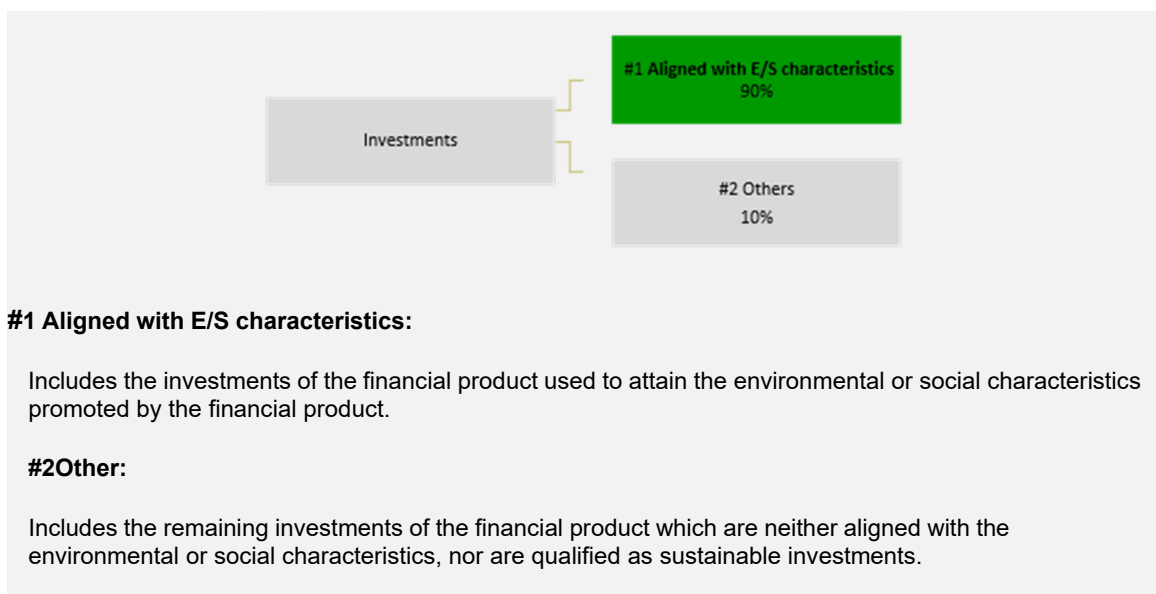 #1 Aligned with E/S characteristics
90%
Investments
#2 Others
10%
#1 Aligned with E/S characteristics:
Includes the investments of the financial product used to attain the environmental or social characteristics
promoted by the financial product.
#2Other:
Includes the remaining investments of the financial product which are neither aligned with the
environmental or social characteristics, nor are qualified as sustainable investments.